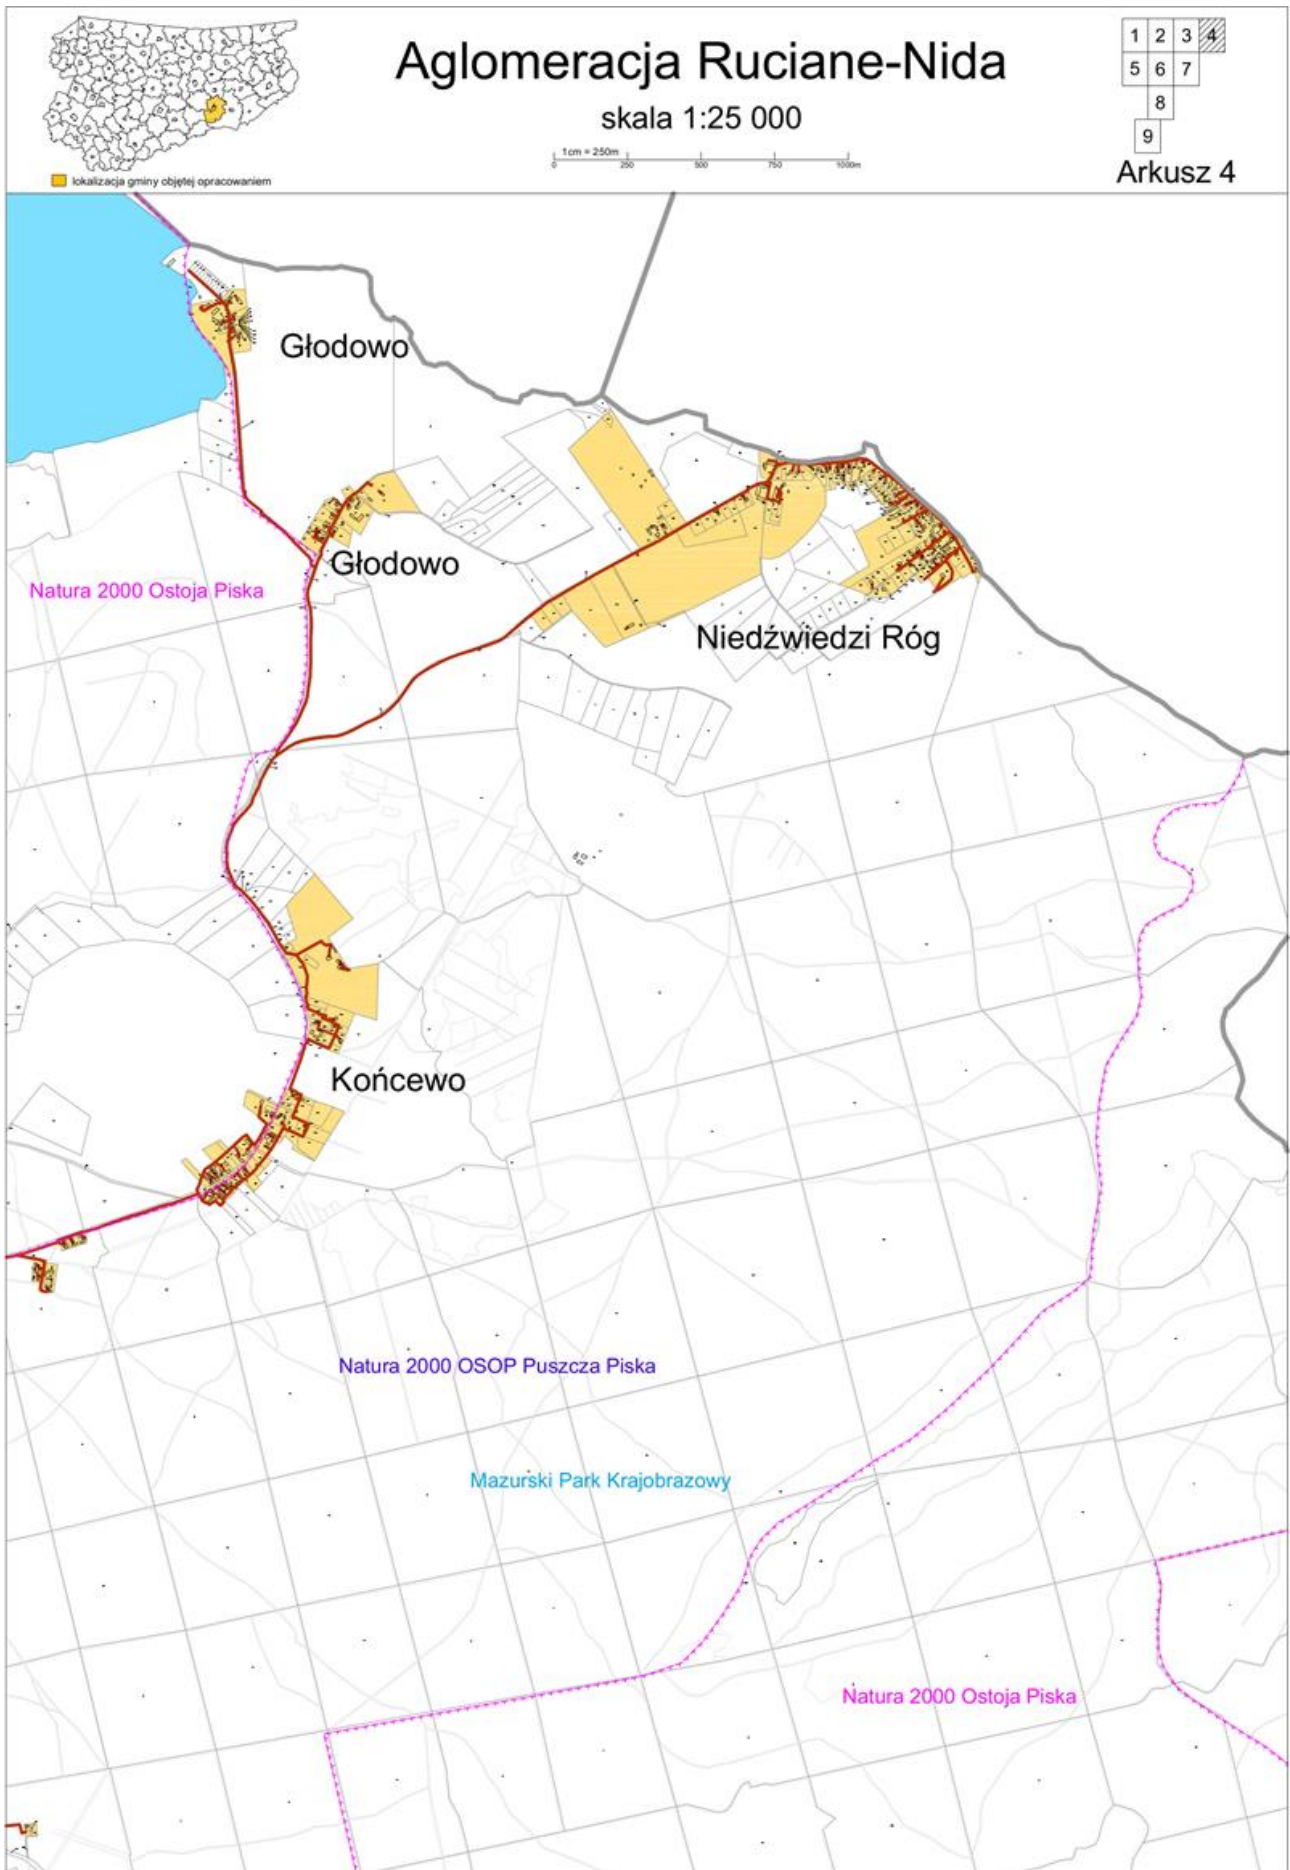 Aglomeracja Ruciane-Nida
skala 1:25 000
1cm = 250m
0 250 500 750 1000m
lokalizacja gminy objętej opracowaniem
1 2 3 4
5 6 7
8
9
Arkusz 4
Głodowo
Głodowo
Natura 2000 Ostoja Piska
Niedźwiedzi Róg
Końcewo
Natura 2000 OSOP Puszcza Piska
Mazurski Park Krajobrazowy
Natura 2000 Ostoja Piska